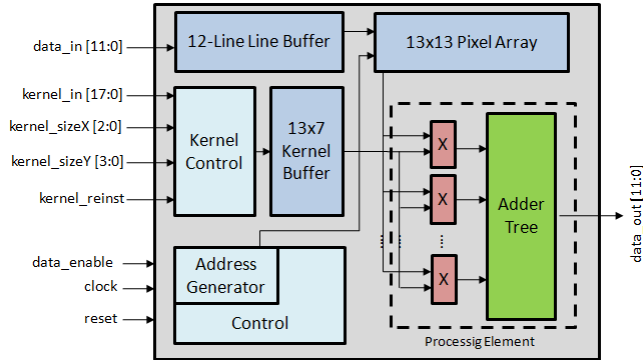 data_in [11:0]
12-Line Line Buffer
13x13 Pixel Array
kernel_in [17:0]
kernel_sizeX [2:0]
kernel_sizeY [3:0]
kernel_reinst
Kernel
Control
13x7
Kernel
Buffer
X
X
X
Adder
Tree
data_out [11:0]
data_enable
clock
reset
Address
Generator
Control
Processig Element